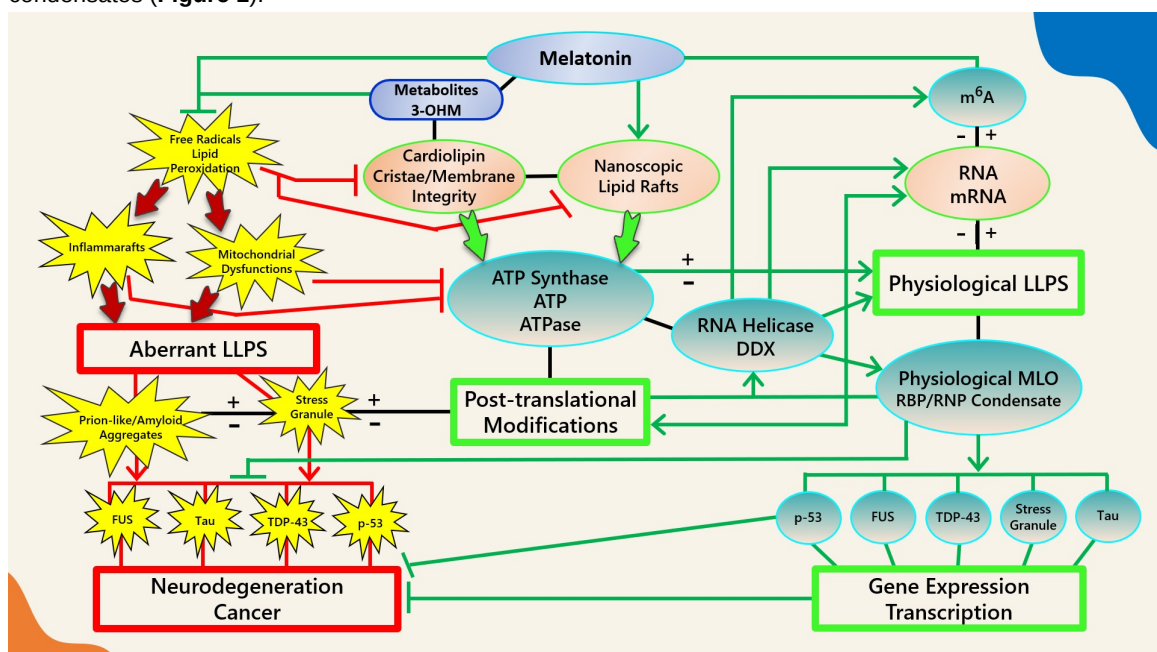 condensates (Figure 2).
Melatonin
Metabolites
3-OHM
m⁶A
Free Radicals
Lipid
Peroxidation
Cardiolipin
Cristae/Membrane
Integrity
Nanoscopic
Lipid Rafts
- +
RNA
mRNA
- +
Inflammarafts
Mitochondrial
Dysfunctions
ATP Synthase
ATP
ATPase
+
-
Physiological LLPS
RNA Helicase
DDX
Aberrant LLPS
Physiological MLO
RBP/RNP Condensate
Prion-like/Amyloid
Aggregates
+
-
Stress
Granule
+
-
Post-translational
Modifications
FUS
Tau
TDP-43
p-53
p-53
FUS
TDP-43
Stress
Granule
Tau
Neurodegeneration
Cancer
Gene Expression
Transcription